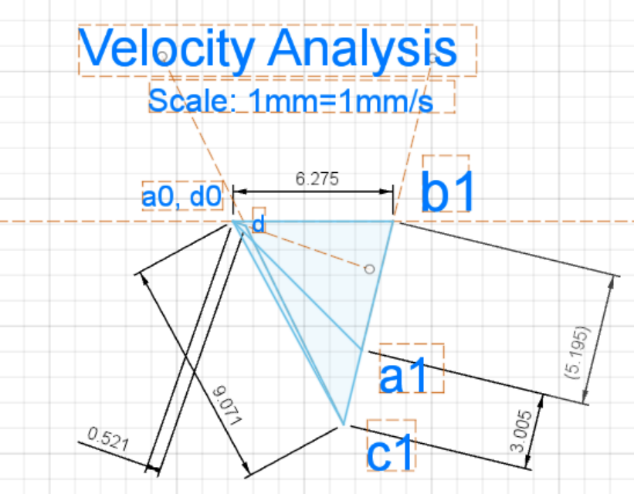 Velocity Analysis
Scale: 1mm=1mm/s
6.275
a0, d0
b1
d
(5.195)
a1
9.071
3.005
0.521
c1